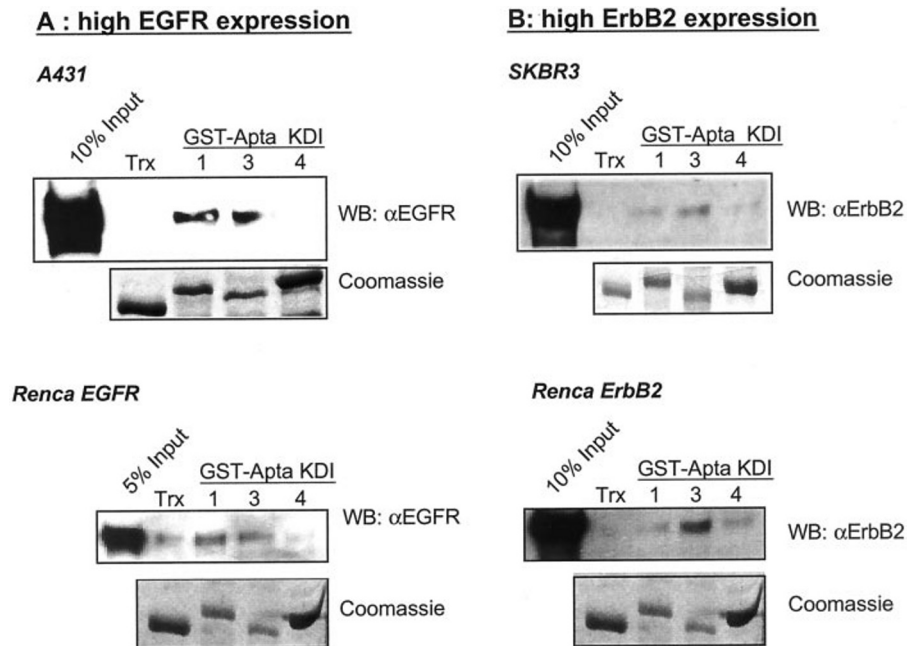 A : high EGFR expression
A431
10% Input
GST-Apta KDI
Trx 1 3 4
WB: αEGFR
Coomassie
Renca EGFR
5% Input
GST-Apta KDI
Trx 1 3 4
WB: αEGFR
Coomassie
B: high ErbB2 expression
SKBR3
10% Input
GST-Apta KDI
Trx 1 3 4
WB: αErbB2
Coomassie
Renca ErbB2
10% Input
GST-Apta KDI
Trx 1 3 4
WB: αErbB2
Coomassie